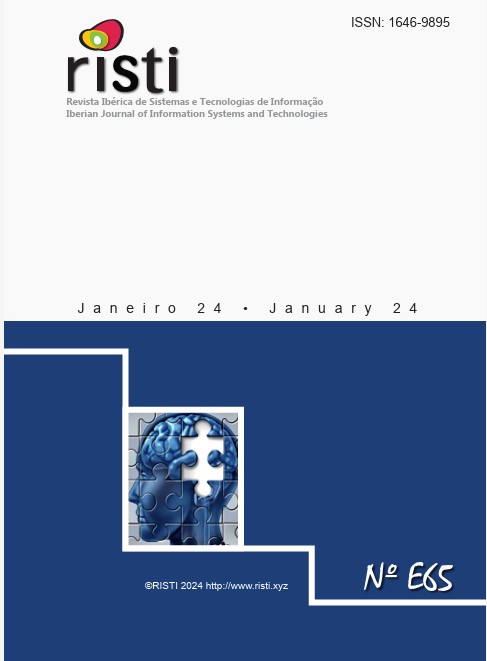 ISSN: 1646-9895
risti
Revista Ibérica de Sistemas e Tecnologias de Informação
Iberian Journal of Information Systems and Technologies
Janeiro 24 • January 24
©RISTI 2024 http://www.risti.xyz
Nº E65